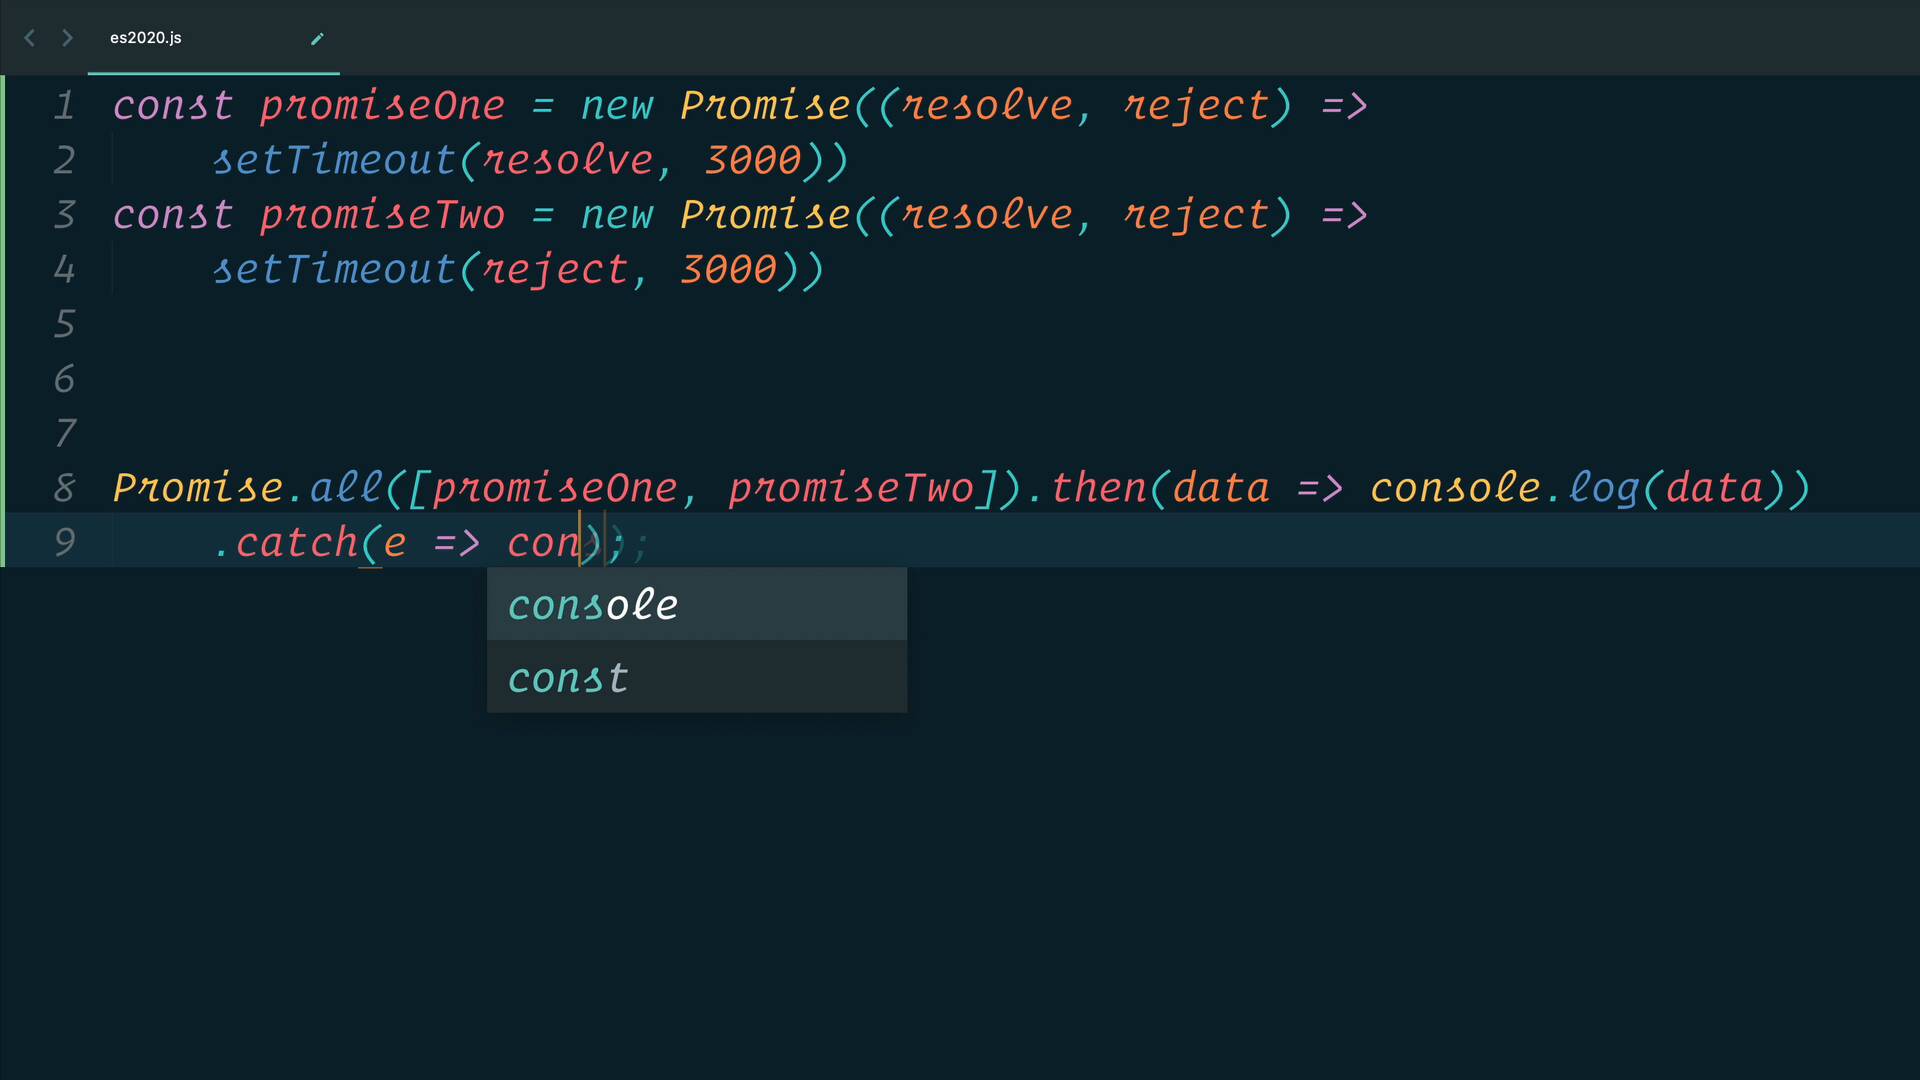 es2020.js
1 const promiseOne = new Promise((resolve, reject) =>
2 setTimeout(resolve, 3000))
3 const promiseTwo = new Promise((resolve, reject) =>
4 setTimeout(reject, 3000))
5
6
7
8 Promise.all([promiseOne, promiseTwo]).then(data => console.log(data))
9 .catch(e => con);
console
const